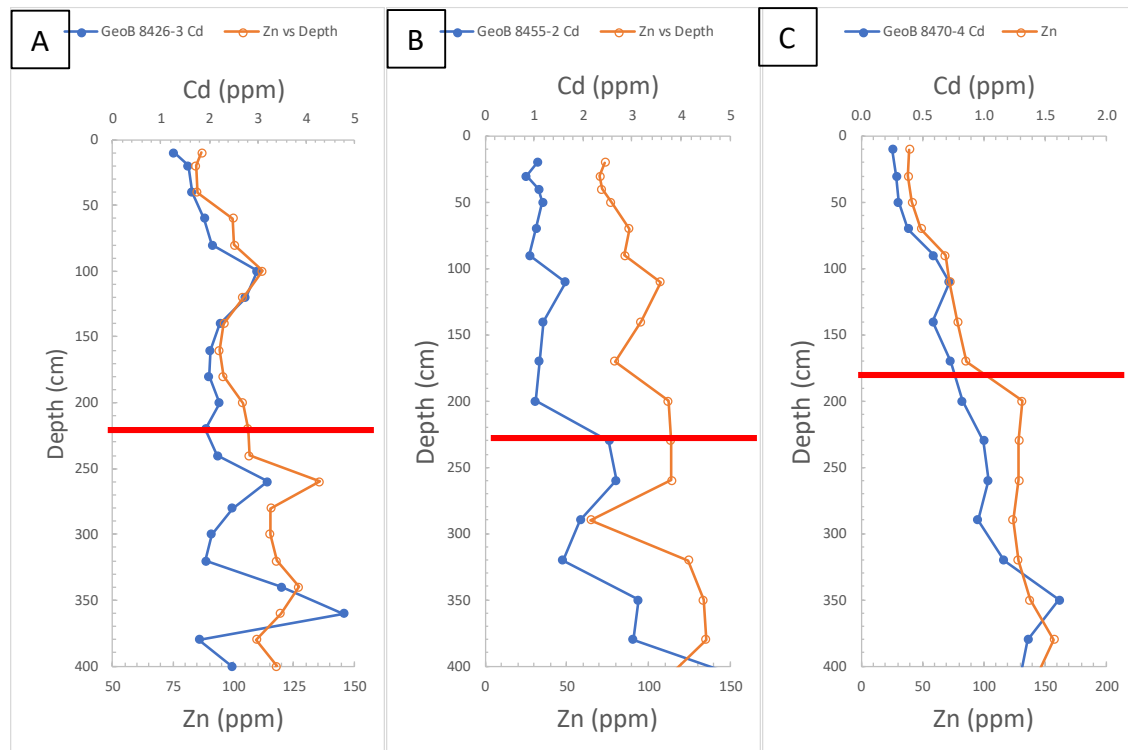 A
GeoB 8426-3 Cd
Zn vs Depth
Cd (ppm)
0 1 2 3 4 5
0
50
100
150
200
250
300
350
400
Depth (cm)
50 75 100 125 150
Zn (ppm)
B
GeoB 8455-2 Cd
Zn vs Depth
Cd (ppm)
0 1 2 3 4 5
0
50
100
150
200
250
300
350
400
Depth (cm)
0 50 100 150
Zn (ppm)
C
GeoB 8470-4 Cd
Zn
Cd (ppm)
0.0 0.5 1.0 1.5 2.0
0
50
100
150
200
250
300
350
400
Depth (cm)
0 50 100 150 200
Zn (ppm)